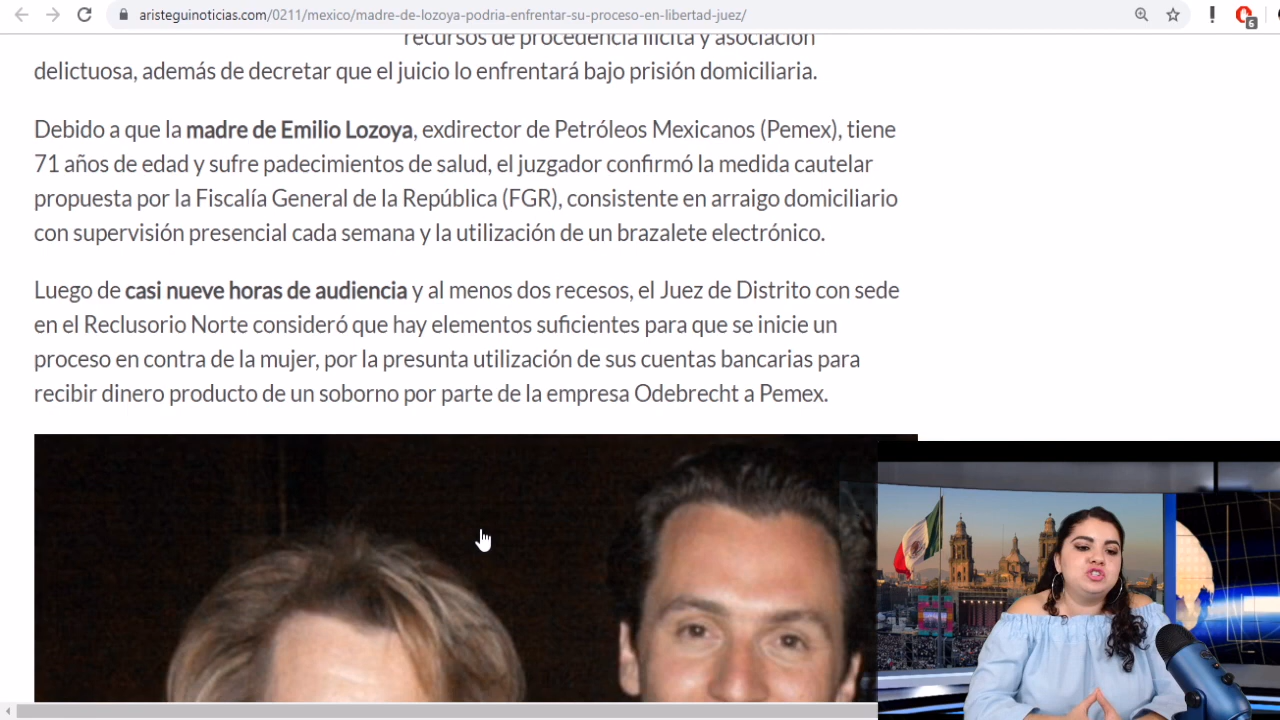 aristeguinoticias.com/0211/mexico/madre-de-lozoya-podria-enfrentar-su-proceso-en-libertad-juez/
6
recursos de procedencia ilícita y asociación
delictuosa, además de decretar que el juicio lo enfrentará bajo prisión domiciliaria.
Debido a que la madre de Emilio Lozoya, exdirector de Petróleos Mexicanos (Pemex), tiene
71 años de edad y sufre padecimientos de salud, el juzgador confirmó la medida cautelar
propuesta por la Fiscalía General de la República (FGR), consistente en arraigo domiciliario
con supervisión presencial cada semana y la utilización de un brazalete electrónico.
Luego de casi nueve horas de audiencia y al menos dos recesos, el Juez de Distrito con sede
en el Reclusorio Norte consideró que hay elementos suficientes para que se inicie un
proceso en contra de la mujer, por la presunta utilización de sus cuentas bancarias para
recibir dinero producto de un soborno por parte de la empresa Odebrecht a Pemex.